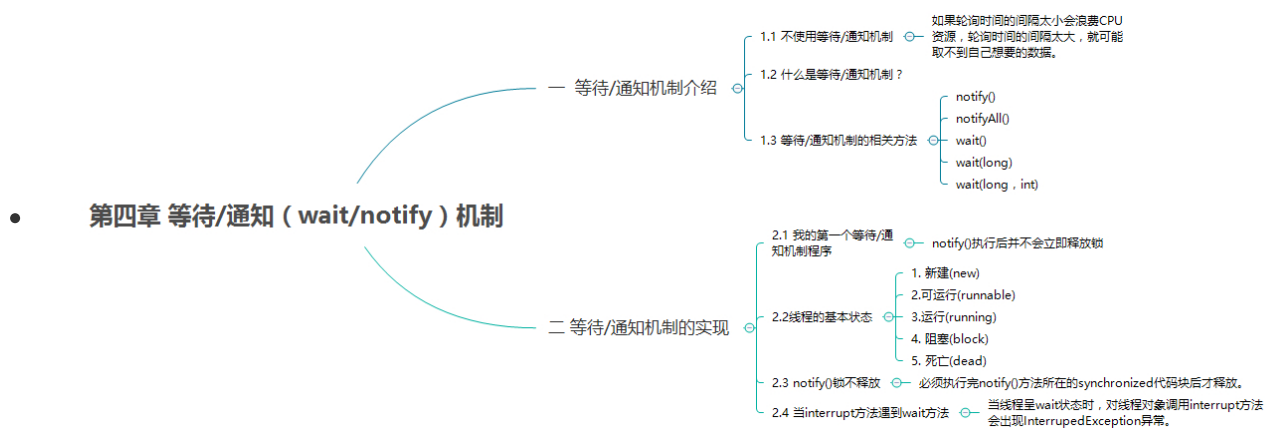 第四章 等待/通知（wait/notify）机制
一 等待/通知机制介绍
1.1 不使用等待/通知机制
如果轮询时间的间隔太小会浪费CPU
资源，轮询时间的间隔太大，就可能
取不到自己想要的数据。
1.2 什么是等待/通知机制？
1.3 等待/通知机制的相关方法
notify()
notifyAll()
wait()
wait(long)
wait(long，int)
二 等待/通知机制的实现
2.1 我的第一个等待/通
知机制程序
notify()执行后并不会立即释放锁
2.2线程的基本状态
1. 新建(new)
2.可运行(runnable)
3.运行(running)
4. 阻塞(block)
5. 死亡(dead)
2.3 notify()锁不释放
必须执行完notify()方法所在的synchronized代码块后才释放。
2.4 当interrupt方法遇到wait方法
当线程呈wait状态时，对线程对象调用interrupt方法
会出现InterrupedException异常。